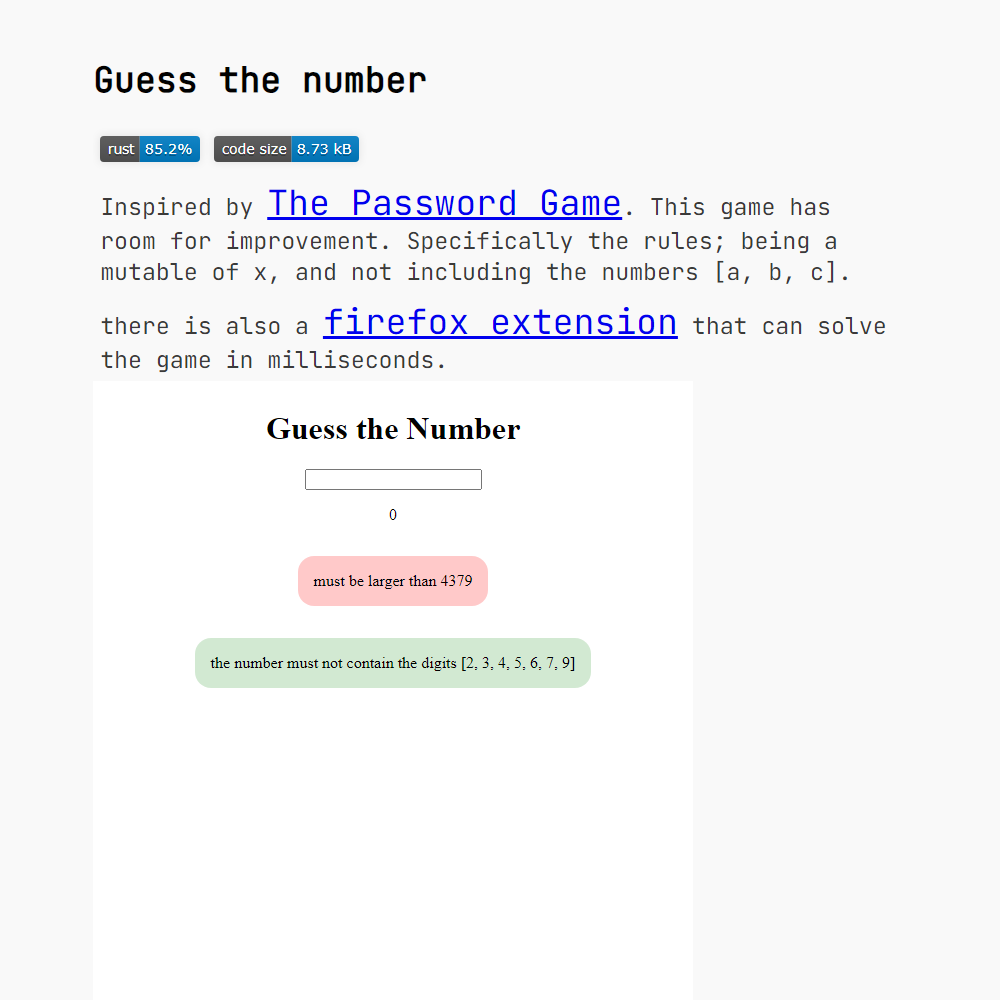 Guess the number
rust 85.2% code size 8.73 kB
Inspired by The Password Game. This game has
room for improvement. Specifically the rules; being a
mutable of x, and not including the numbers [a, b, c].
there is also a firefox extension that can solve
the game in milliseconds.
Guess the Number
0
must be larger than 4379
the number must not contain the digits [2, 3, 4, 5, 6, 7, 9]